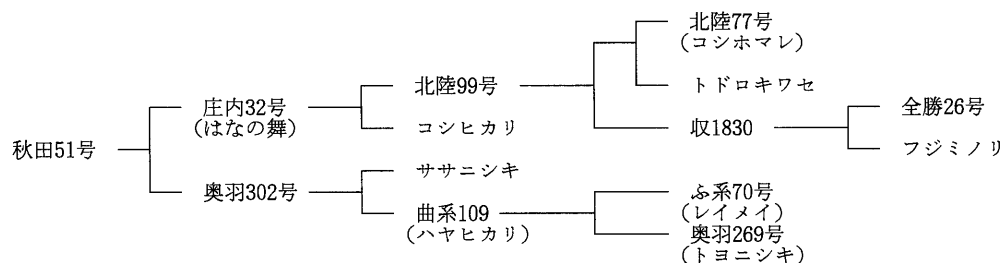 北陸77号
(コシホマレ)
北陸99号
トドロキワセ
庄内32号
(はなの舞)
コシヒカリ
収1830
全勝26号
フジミノリ
秋田51号
奥羽302号
ササニシキ
曲系109
(ハヤヒカリ)
ふ系70号
(レイメイ)
奥羽269号
(トヨニシキ)